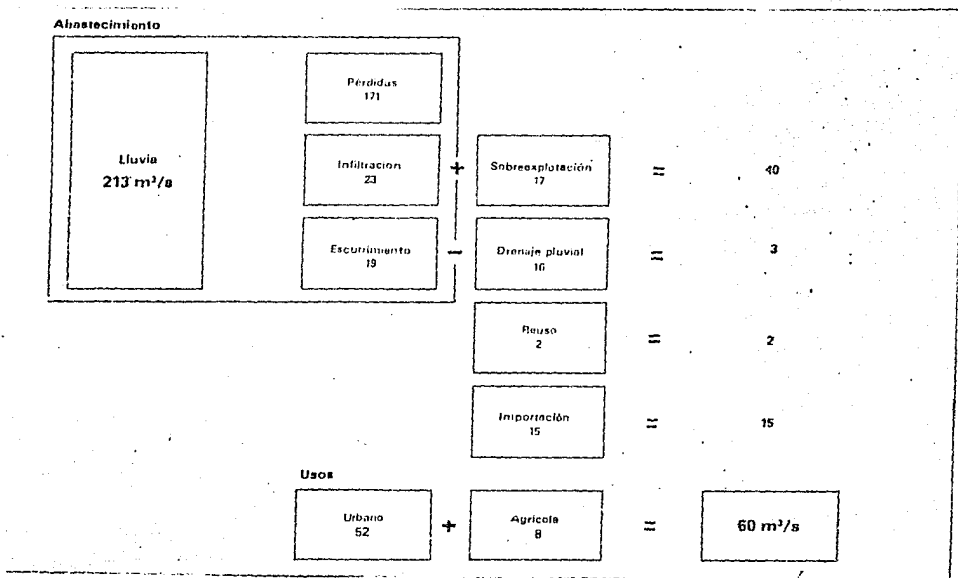 Abastecimiento
Lluvia
213 m³/s
Pérdidas
171
Infiltración
23
+
Sobreexplotación
17
=
40
Escurrimiento
19
−
Drenaje pluvial
16
=
3
Reuso
2
=
2
Importación
15
=
15
Usos
Urbano
52
+
Agrícola
8
=
60 m³/s